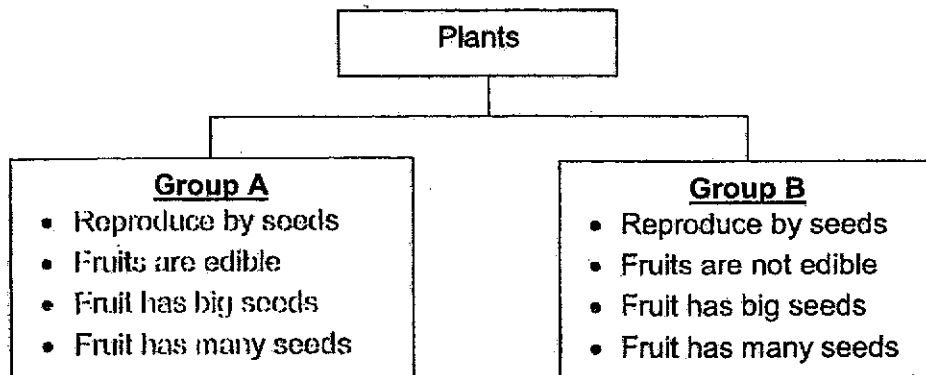 Plants
Group A
• Reproduce by seeds
• Fruits are edible
• Fruit has big seeds
• Fruit has many seeds
Group B
• Reproduce by seeds
• Fruits are not edible
• Fruit has big seeds
• Fruit has many seeds